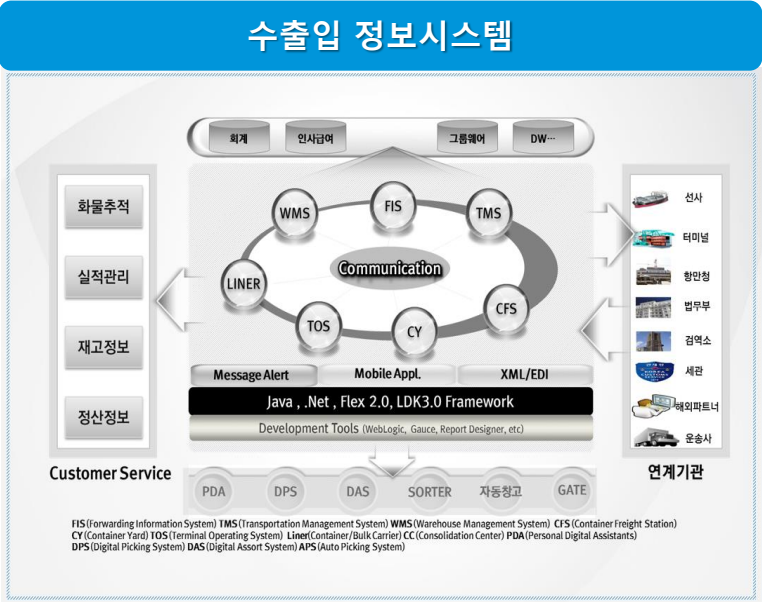 수출입 정보시스템
회계
인사급여
그룹웨어
DW…
화물추적
실적관리
재고정보
정산정보
Customer Service
WMS
FIS
TMS
LINER
Communication
CFS
TOS
CY
Message Alert
Mobile Appl.
XML/EDI
Java , .Net , Flex 2.0, LDK3.0 Framework
Development Tools (WebLogic, Gauce, Report Designer, etc)
선사
터미널
항만청
법무부
검역소
세관
해외파트너
운송사
연계기관
PDA
DPS
DAS
SORTER
자동창고
GATE
FIS(Forwarding Information System) TMS(Transportation Management System) WMS(Warehouse Management System) CFS(Container Freight Station)
CY(Container Yard) TOS(Terminal Operating System) Liner(Container/Bulk Carrier) CC(Consolidation Center) PDA(Personal Digital Assistants)
DPS(Digital Picking System) DAS(Digital Assort System) APS(Auto Picking System)